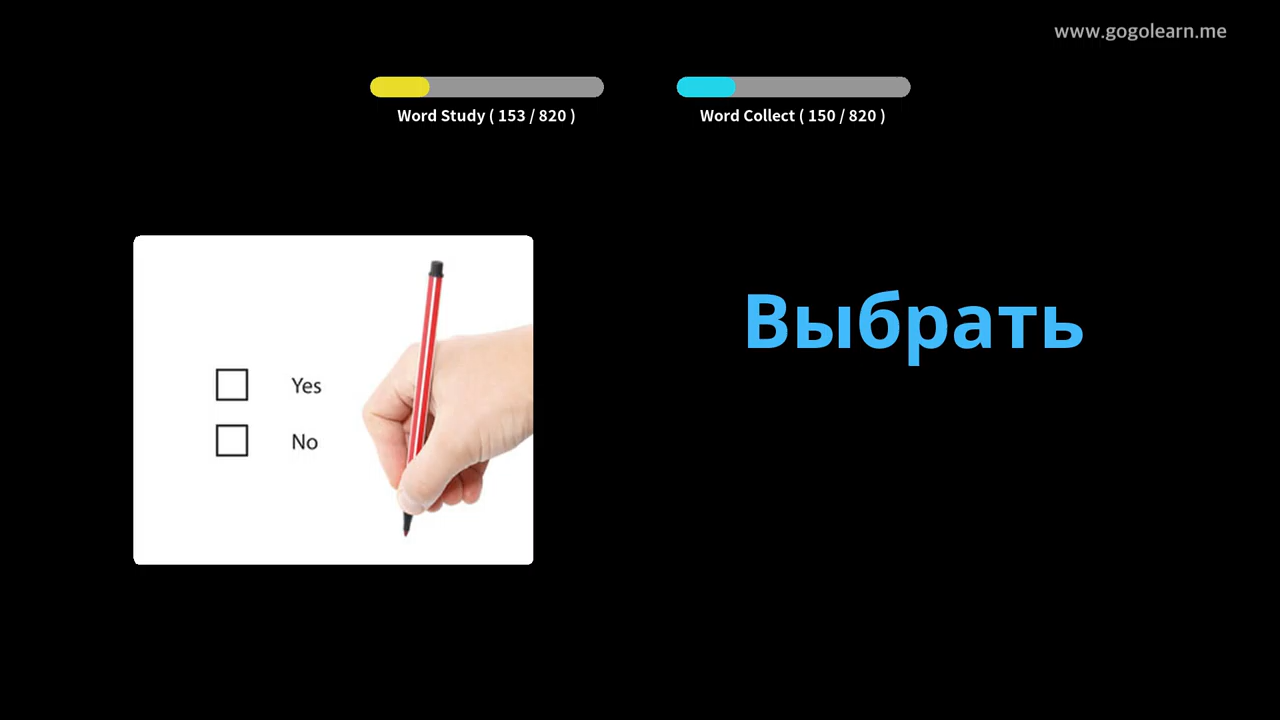 www.gogolearn.me
Word Study ( 153 / 820 )
Word Collect ( 150 / 820 )
Выбрать
Yes
No